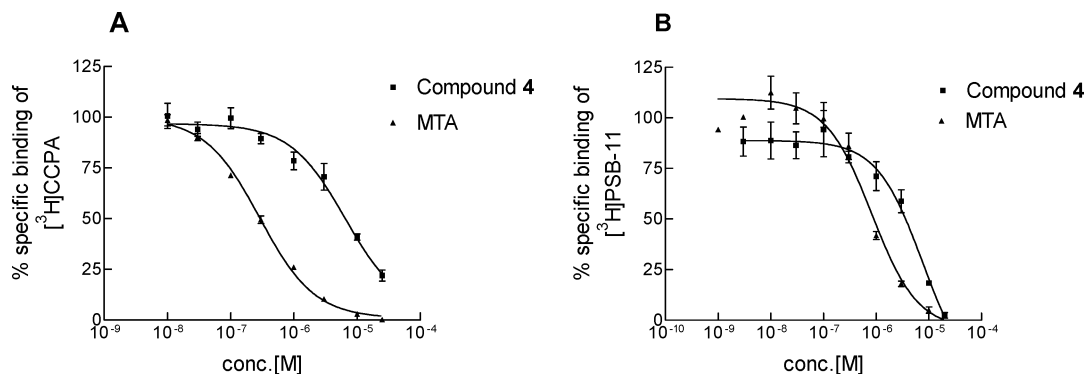 A
% specific binding of
[³H]CCPA
125
100
75
50
25
0
10⁻⁹ 10⁻⁸ 10⁻⁷ 10⁻⁶ 10⁻⁵ 10⁻⁴
conc.[M]
Compound 4
MTA
B
% specific binding of
[³H]PSB-11
125
100
75
50
25
0
10⁻¹⁰ 10⁻⁹ 10⁻⁸ 10⁻⁷ 10⁻⁶ 10⁻⁵ 10⁻⁴
conc.[M]
Compound 4
MTA